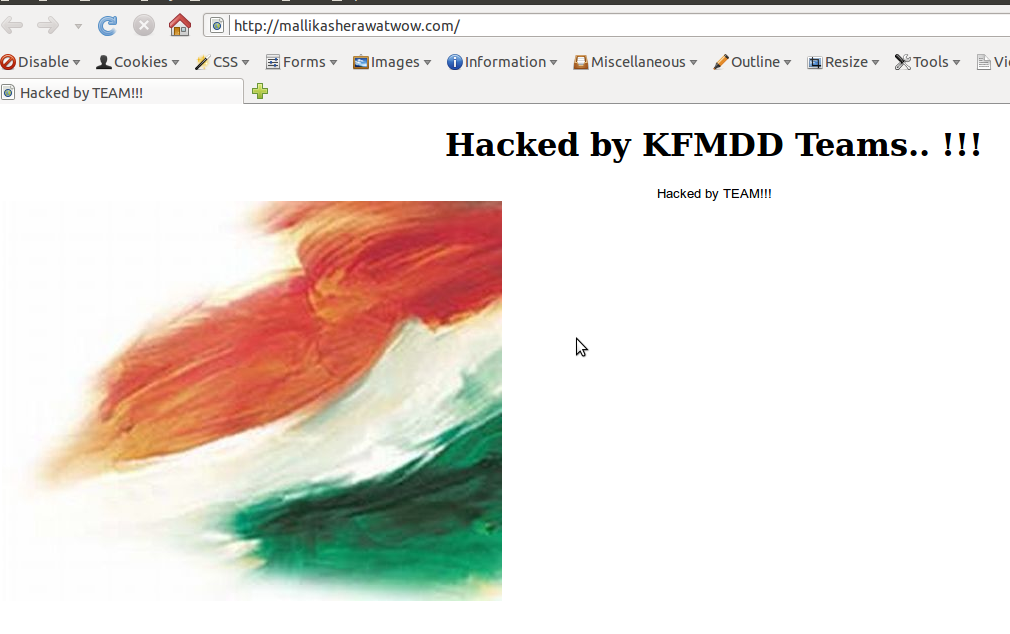 http://mallikasherawatwow.com/
Disable Cookies CSS Forms Images Information Miscellaneous Outline Resize Tools
Hacked by TEAM!!!
Hacked by KFMDD Teams.. !!!
Hacked by TEAM!!!